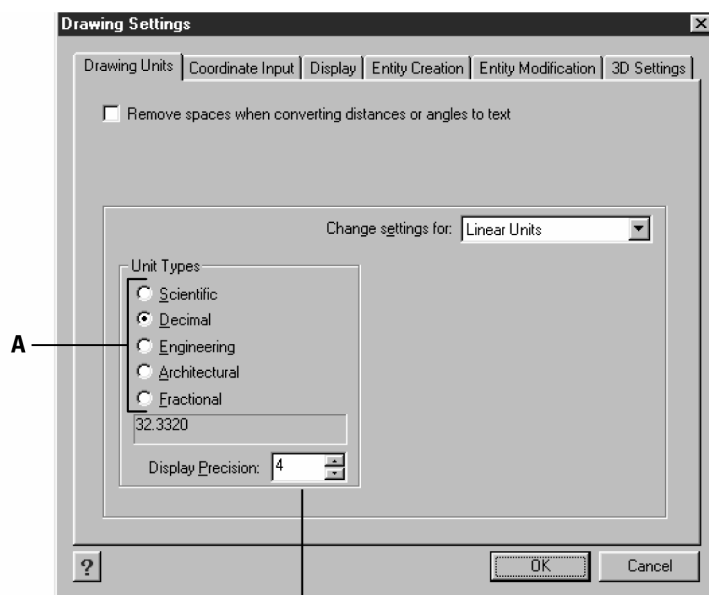 Drawing Settings
Drawing Units Coordinate Input Display Entity Creation Entity Modification 3D Settings
Remove spaces when converting distances or angles to text
Change settings for: Linear Units
Unit Types
Scientific
Decimal
A
Engineering
Architectural
Fractional
32.3320
Display Precision: 4
? OK Cancel